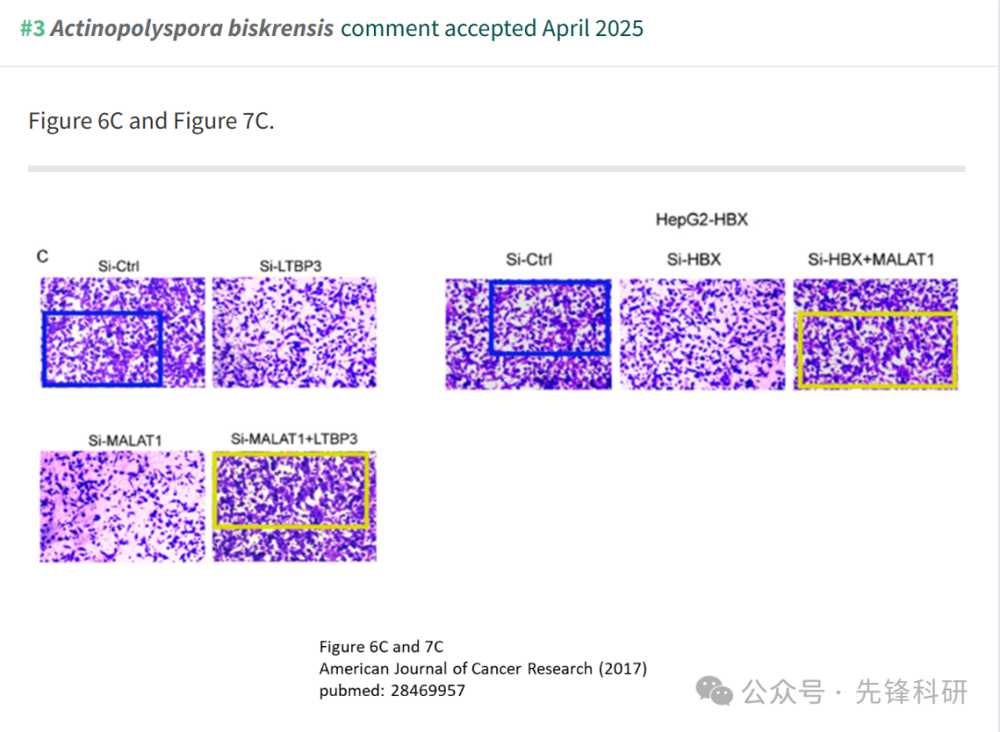 #3 Actinopolyspora biskrensis comment accepted April 2025
Figure 6C and Figure 7C.
HepG2-HBX
C
Si-Ctrl
Si-LTBP3
Si-Ctrl
Si-HBX
Si-HBX+MALAT1
Si-MALAT1
Si-MALAT1+LTBP3
Figure 6C and 7C
American Journal of Cancer Research (2017)
pubmed: 28469957
公众号 · 先锋科研